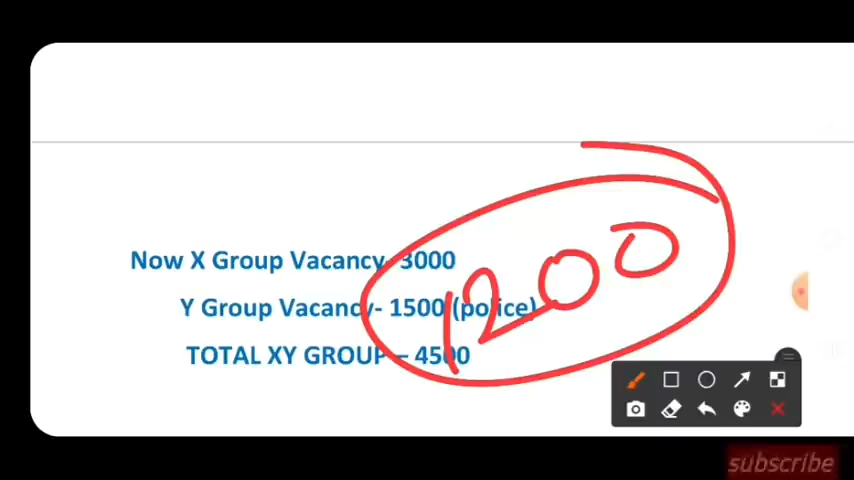 Now X Group Vacancy- 3000
Y Group Vacancy- 1500 (police)
TOTAL XY GROUP – 4500
1200
subscribe